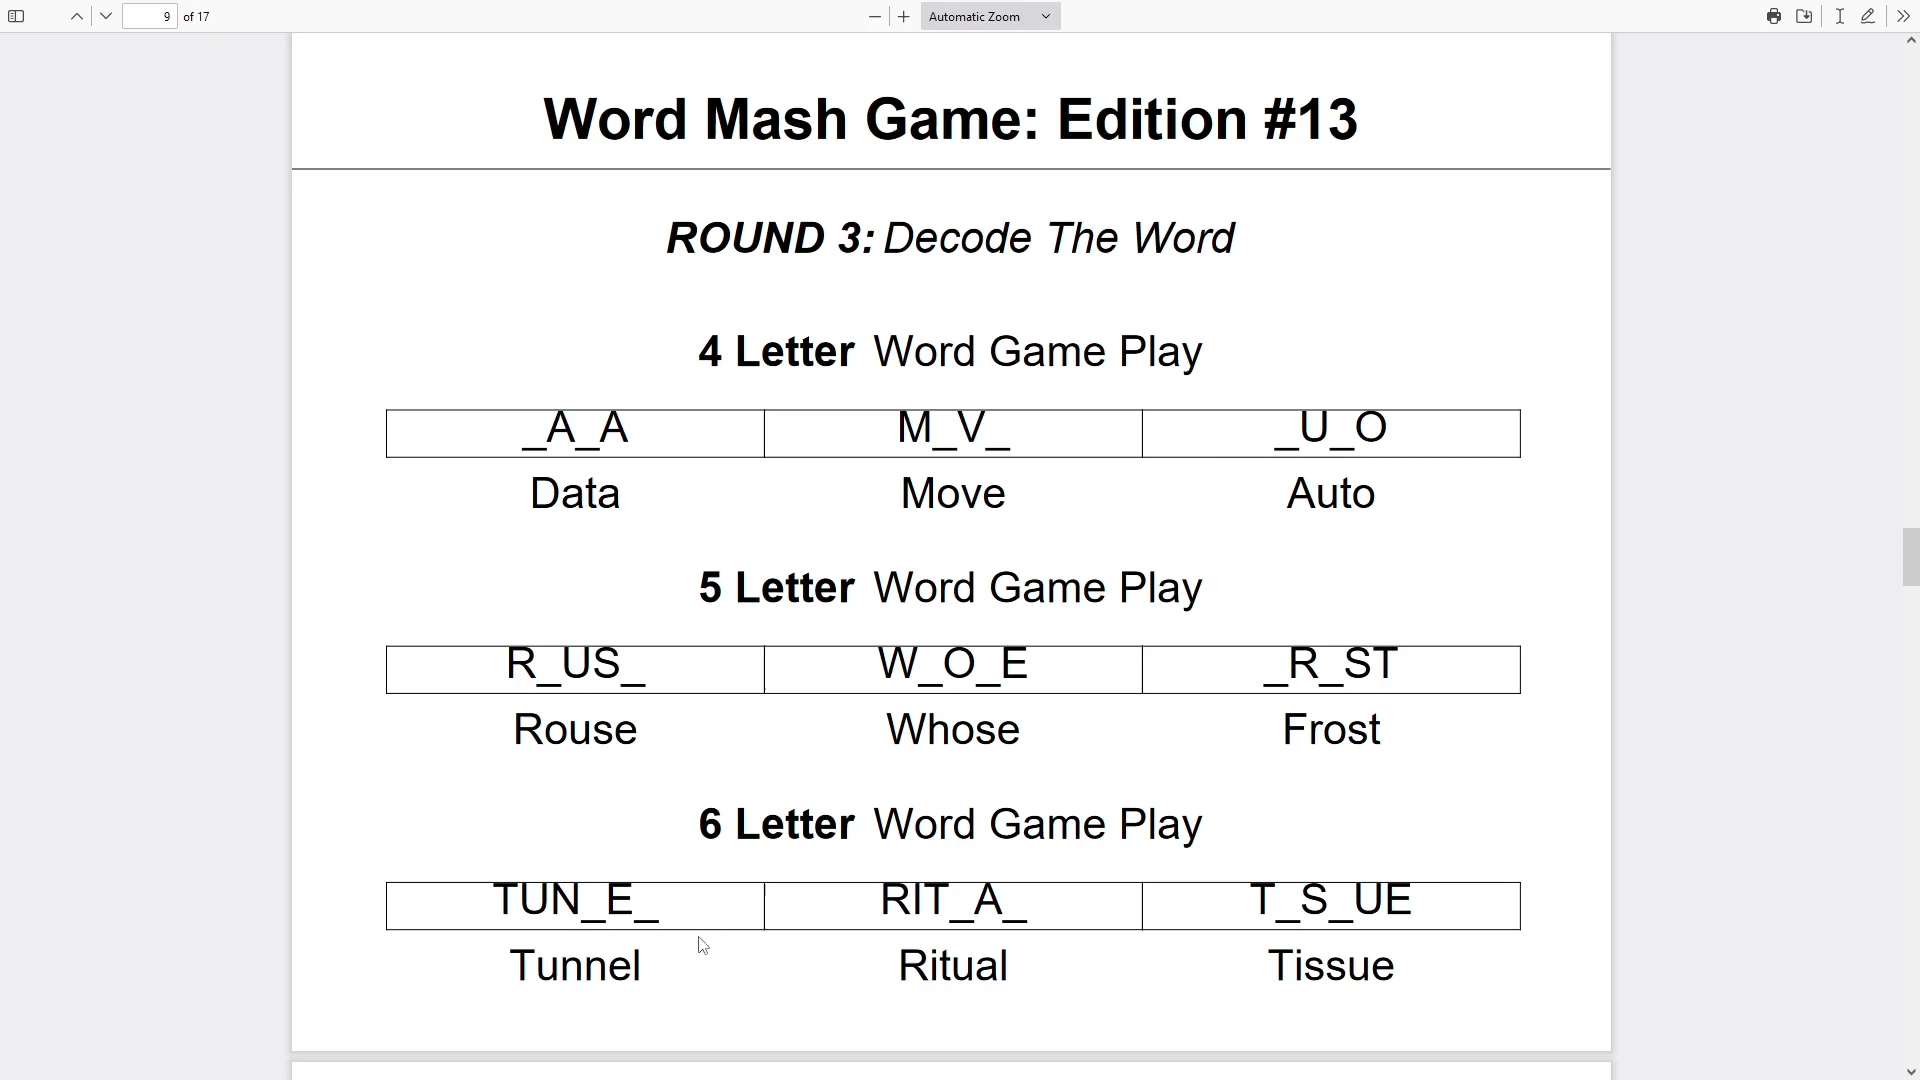 9 of 17 Automatic Zoom
Word Mash Game: Edition #13
ROUND 3: Decode The Word
4 Letter Word Game Play
_A_A M_V_ _U_O
Data Move Auto
5 Letter Word Game Play
R_US_ W_O_E _R_ST
Rouse Whose Frost
6 Letter Word Game Play
TUN_E_ RIT_A_ T_S_UE
Tunnel Ritual Tissue